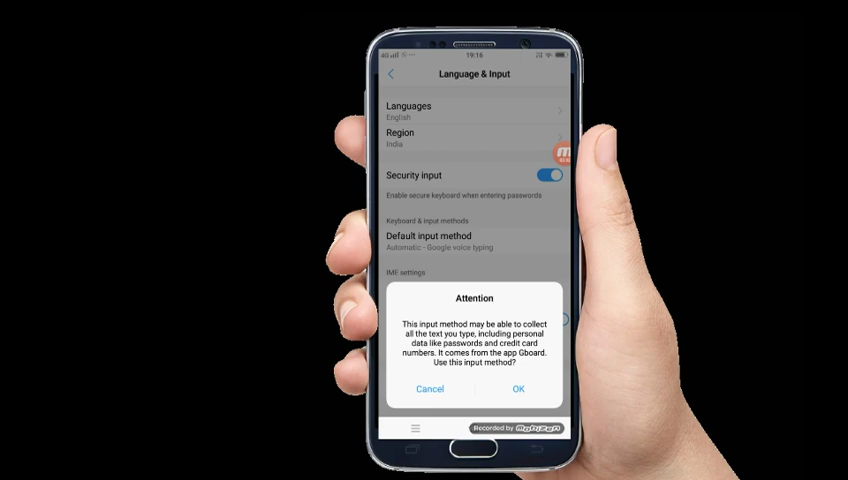 4G
19:16
Language & Input
Languages
English
Region
India
Security input
Enable secure keyboard when entering passwords
Keyboard & input methods
Default input method
Automatic - Google voice typing
IME settings
Attention
This input method may be able to collect
all the text you type, including personal
data like passwords and credit card
numbers. It comes from the app Gboard.
Use this input method?
Cancel OK
Recorded by Mobizen